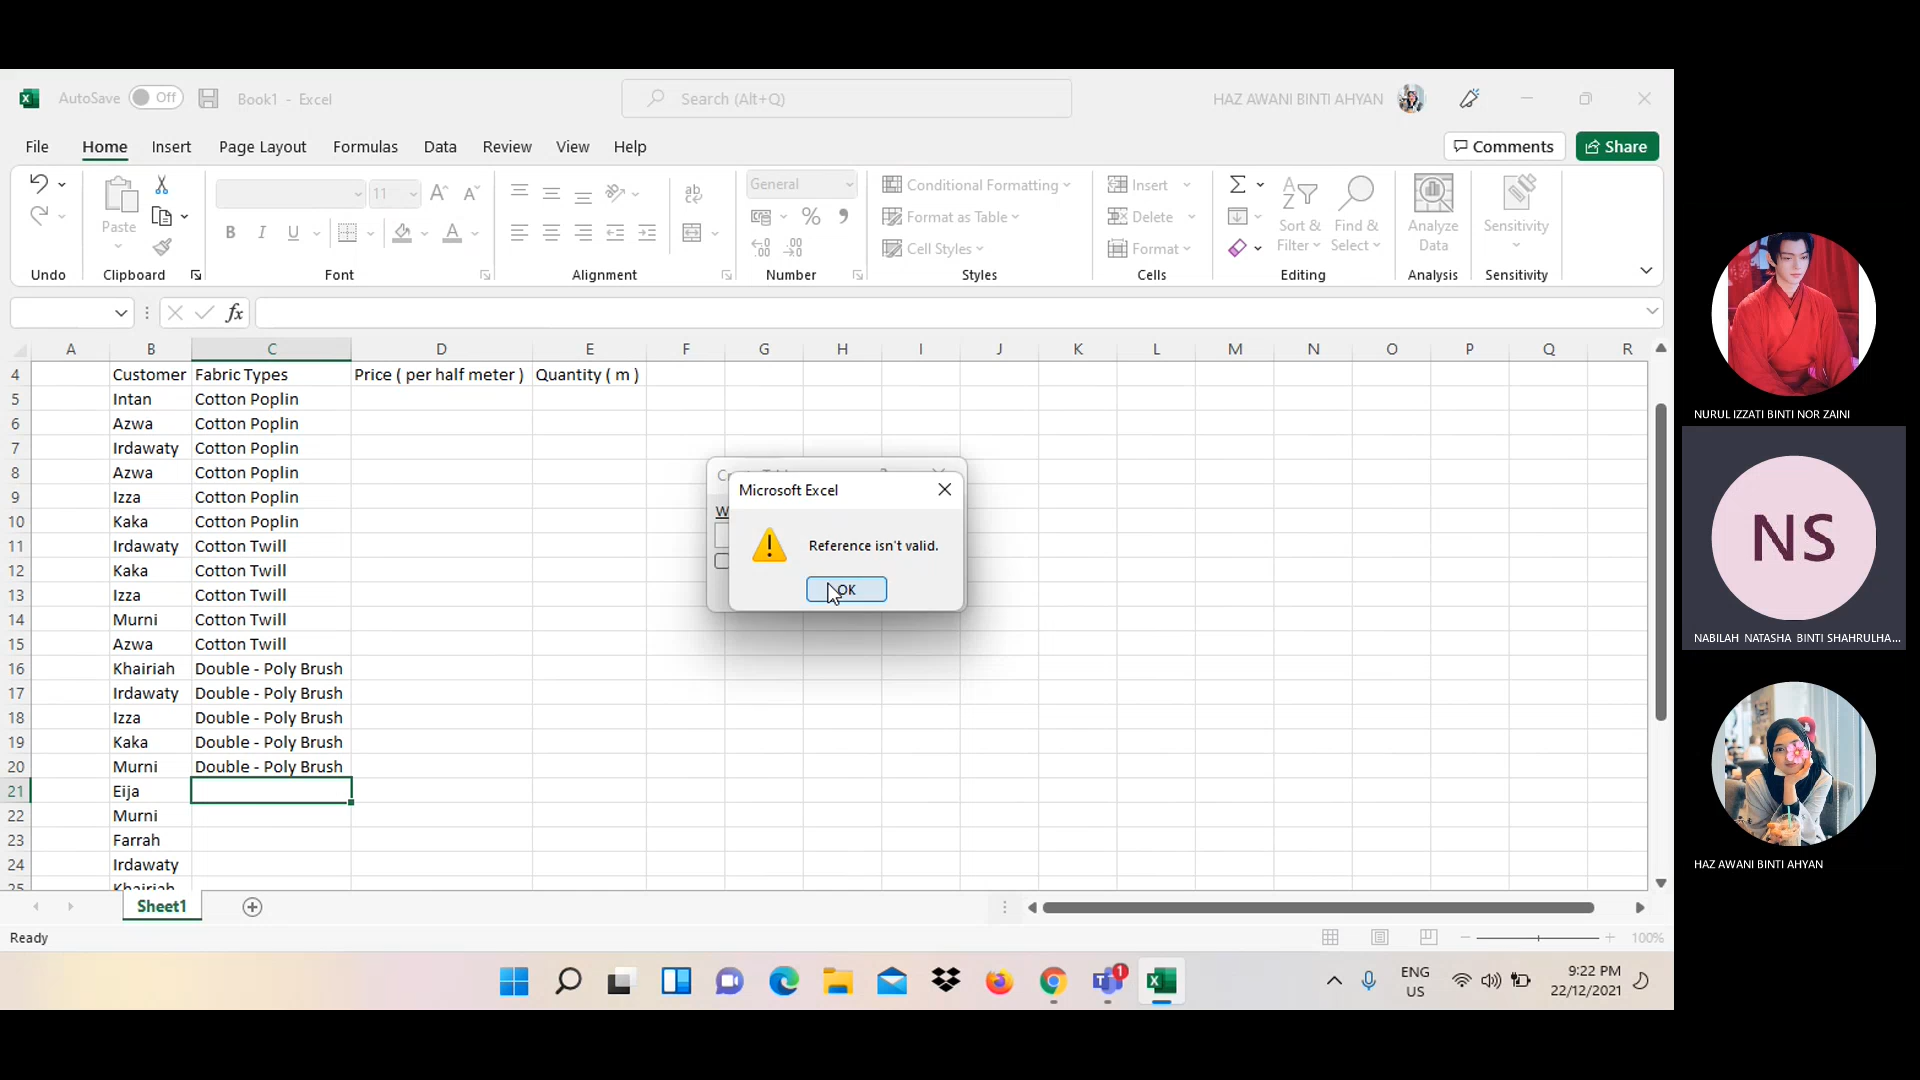 AutoSave Off Book1 - Excel Search (Alt+Q) HAZ AWANI BINTI AHYAN
File Home Insert Page Layout Formulas Data Review View Help Comments Share
11 General Conditional Formatting Insert
Paste Format as Table Delete Sort & Find & Analyze Sensitivity
B I U Cell Styles Format Filter Select Data
Undo Clipboard Font Alignment Number Styles Cells Editing Analysis Sensitivity
fx
A B C D E F G H I J K L M N O P Q R
4 Customer Fabric Types Price ( per half meter ) Quantity ( m )
5 Intan Cotton Poplin
6 Azwa Cotton Poplin
7 Irdawaty Cotton Poplin
8 Azwa Cotton Poplin
9 Izza Cotton Poplin
10 Kaka Cotton Poplin
11 Irdawaty Cotton Twill
12 Kaka Cotton Twill
13 Izza Cotton Twill
14 Murni Cotton Twill
15 Azwa Cotton Twill
16 Khairiah Double - Poly Brush
17 Irdawaty Double - Poly Brush
18 Izza Double - Poly Brush
19 Kaka Double - Poly Brush
20 Murni Double - Poly Brush
21 Eija
22 Murni
23 Farrah
24 Irdawaty
25 Khairiah
Microsoft Excel
Reference isn't valid.
OK
Sheet1
Ready 100%
ENG
US
9:22 PM
22/12/2021
NURUL IZZATI BINTI NOR ZAINI
NS
NABILAH NATASHA BINTI SHAHRULHA...
HAZ AWANI BINTI AHYAN